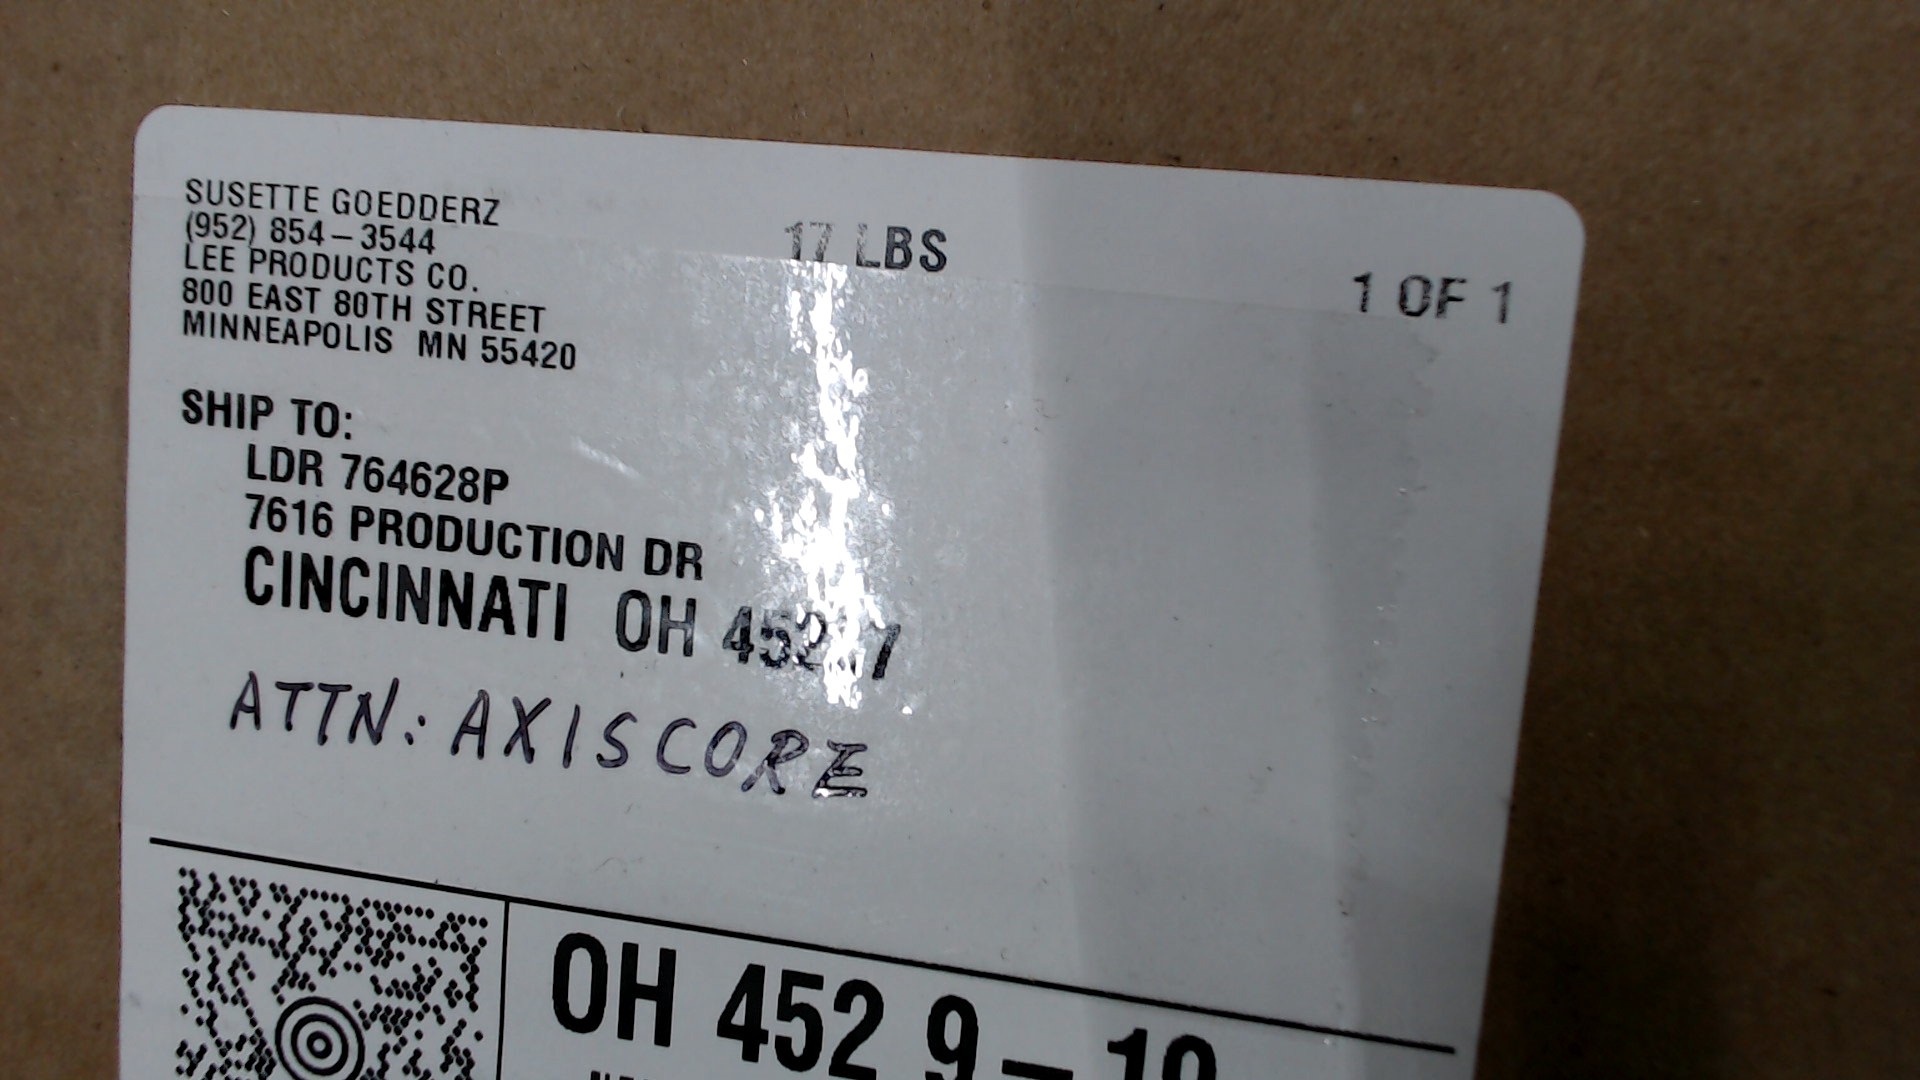 SUSETTE GOEDDERZ
(952) 854-3544
LEE PRODUCTS CO.
800 EAST 80TH STREET
MINNEAPOLIS MN 55420
17 LBS
1 OF 1
SHIP TO:
LDR 764628P
7616 PRODUCTION DR
CINCINNATI OH
ATTN: AXISCORE
OH 452 9-